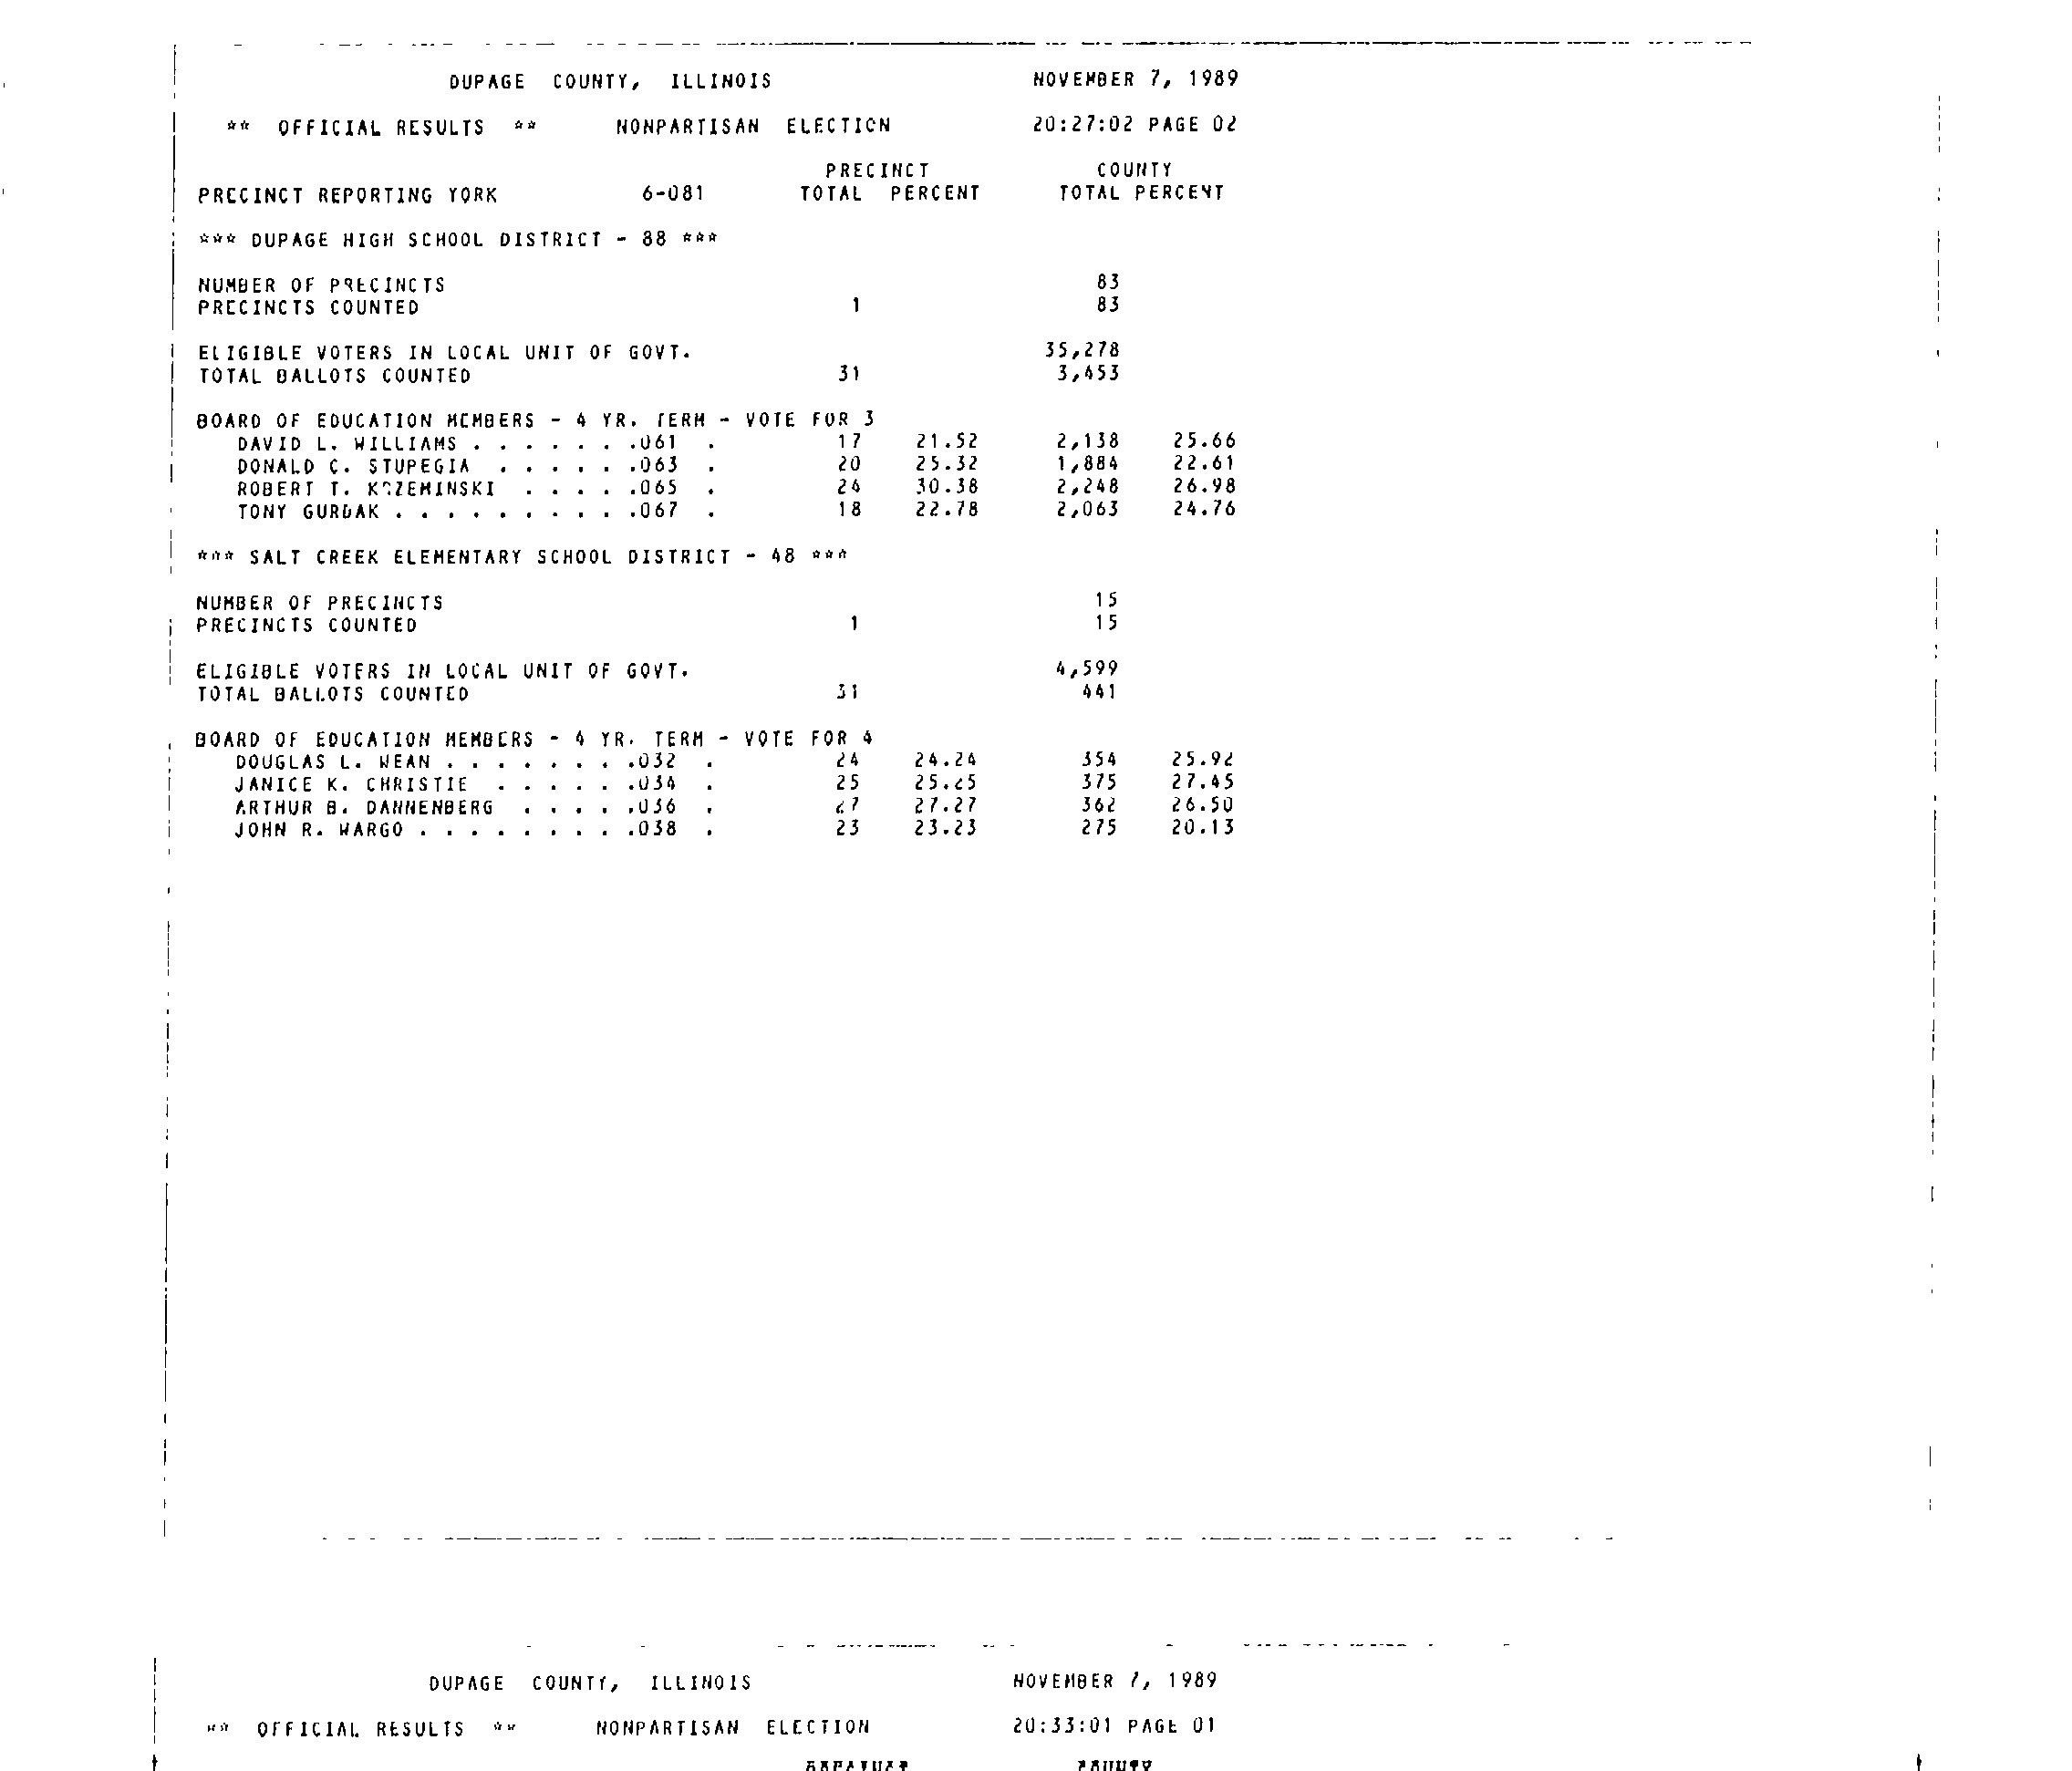 DUPAGE COUNTY, ILLINOIS NOVEMBER 7, 1989
** OFFICIAL RESULTS ** NONPARTISAN ELECTION 20:27:02 PAGE 02
PRECINCT COUNTY
PRECINCT REPORTING YORK 6-081 TOTAL PERCENT TOTAL PERCENT
*** DUPAGE HIGH SCHOOL DISTRICT - 88 ***
NUMBER OF PRECINCTS 83
PRECINCTS COUNTED 1 83
ELIGIBLE VOTERS IN LOCAL UNIT OF GOVT. 35,278
TOTAL BALLOTS COUNTED 31 3,453
BOARD OF EDUCATION MEMBERS - 4 YR. TERM - VOTE FOR 3
DAVID L. WILLIAMS . . . . . . .061 . 17 21.52 2,138 25.66
DONALD C. STUPEGIA . . . . . .063 . 20 25.32 1,884 22.61
ROBERT T. KRZEMINSKI . . . . .065 . 24 30.38 2,248 26.98
TONY GURDAK . . . . . . . . . .067 . 18 22.78 2,063 24.76
*** SALT CREEK ELEMENTARY SCHOOL DISTRICT - 48 ***
NUMBER OF PRECINCTS 15
PRECINCTS COUNTED 1 15
ELIGIBLE VOTERS IN LOCAL UNIT OF GOVT. 4,599
TOTAL BALLOTS COUNTED 31 441
BOARD OF EDUCATION MEMBERS - 4 YR. TERM - VOTE FOR 4
DOUGLAS L. WEAN . . . . . . . .032 . 24 24.24 354 25.92
JANICE K. CHRISTIE . . . . . .034 . 25 25.25 375 27.45
ARTHUR B. DANNENBERG . . . . .036 . 27 27.27 362 26.50
JOHN R. WARGO . . . . . . . . .038 . 23 23.23 275 20.13
DUPAGE COUNTY, ILLINOIS NOVEMBER 7, 1989
** OFFICIAL RESULTS ** NONPARTISAN ELECTION 20:33:01 PAGE 01
PRECINCT COUNTY